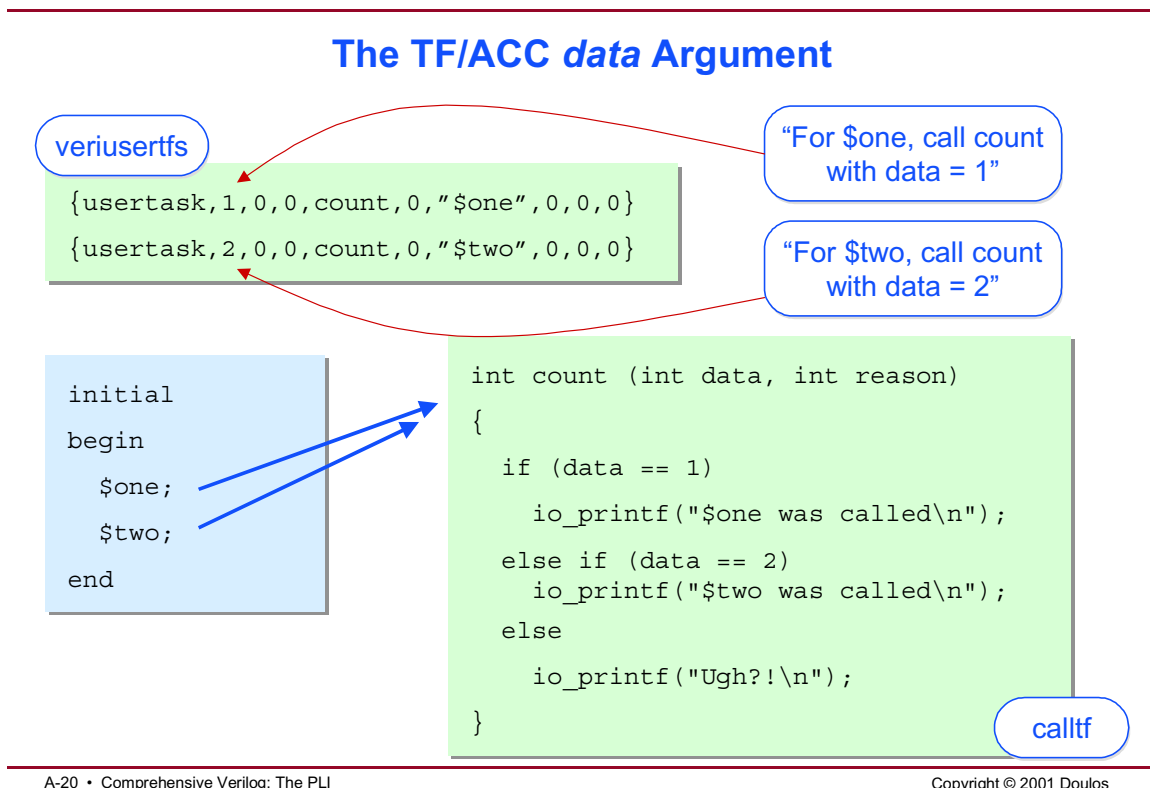 The TF/ACC data Argument
veriusertfs
{usertask,1,0,0,count,0,"$one",0,0,0}
{usertask,2,0,0,count,0,"$two",0,0,0}
“For $one, call count
with data = 1”
“For $two, call count
with data = 2”
initial
begin
$one;
$two;
end
int count (int data, int reason)
{
if (data == 1)
io_printf("$one was called\n");
else if (data == 2)
io_printf("$two was called\n");
else
io_printf("Ugh?!\n");
}
calltf
A-20 • Comprehensive Verilog: The PLI
Copyright © 2001 Doulos